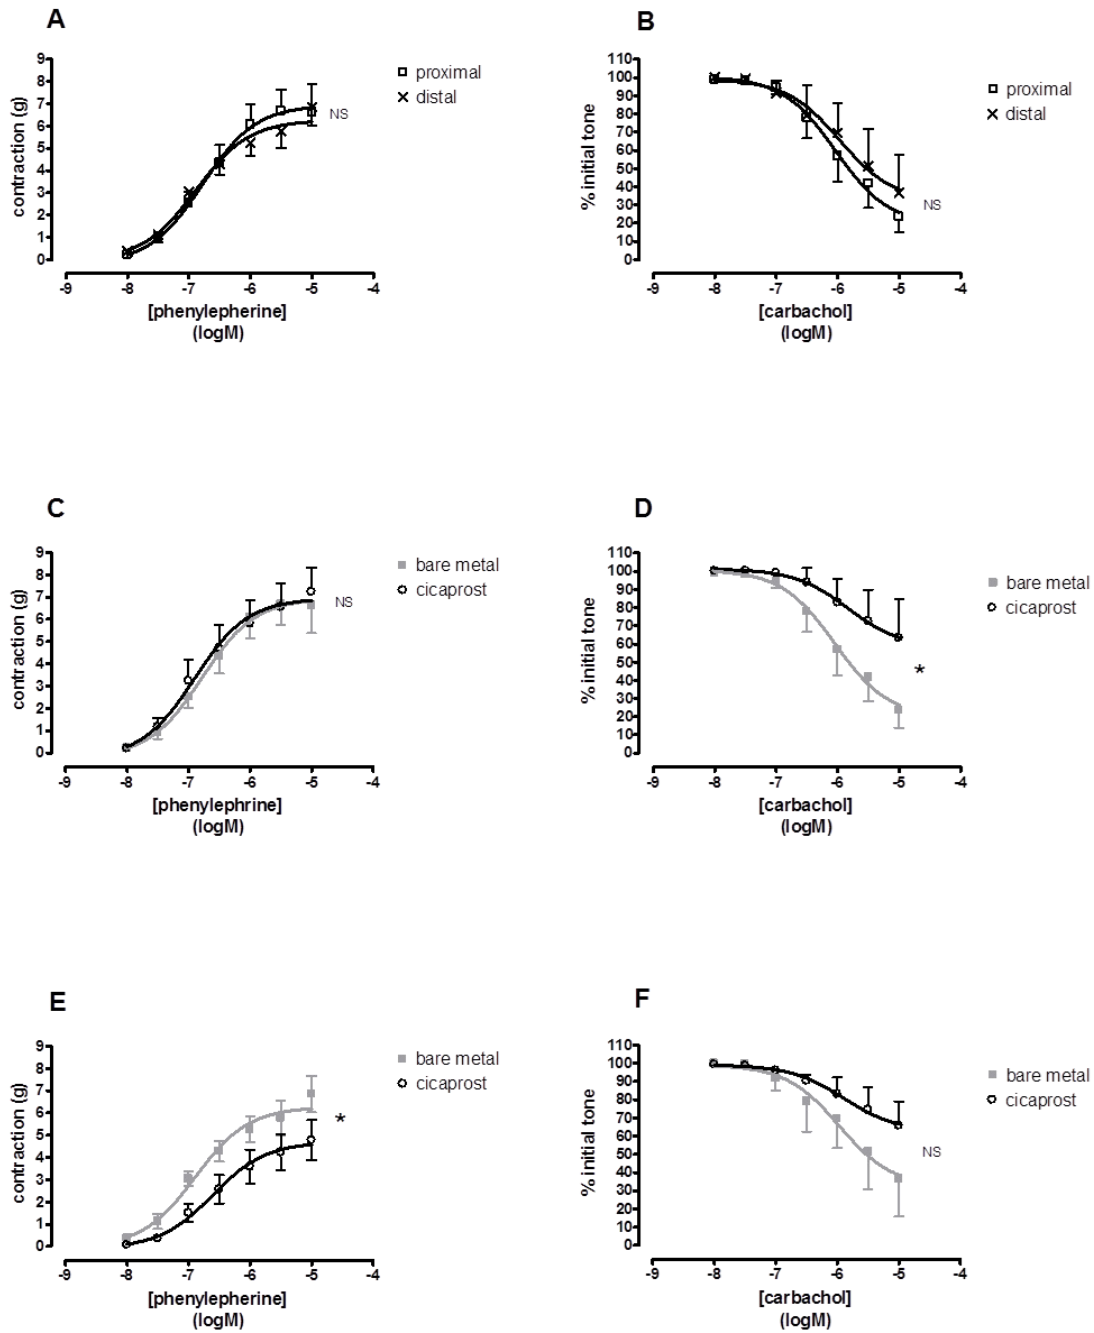 A
contraction (g)
9
8
7
6
5
4
3
2
1
0
-9 -8 -7 -6 -5 -4
[phenylepherine]
(logM)
proximal
distal
NS
B
% initial tone
110
100
90
80
70
60
50
40
30
20
10
0
-9 -8 -7 -6 -5 -4
[carbachol]
(logM)
proximal
distal
NS
C
contraction (g)
9
8
7
6
5
4
3
2
1
0
-9 -8 -7 -6 -5 -4
[phenylephrine]
(logM)
bare metal
cicaprost
NS
D
% initial tone
110
100
90
80
70
60
50
40
30
20
10
0
-9 -8 -7 -6 -5 -4
[carbachol]
(logM)
bare metal
cicaprost
*
E
contraction (g)
9
8
7
6
5
4
3
2
1
0
-9 -8 -7 -6 -5 -4
[phenylepherine]
(logM)
bare metal
cicaprost
*
F
% initial tone
110
100
90
80
70
60
50
40
30
20
10
0
-9 -8 -7 -6 -5 -4
[carbachol]
(logM)
bare metal
cicaprost
NS